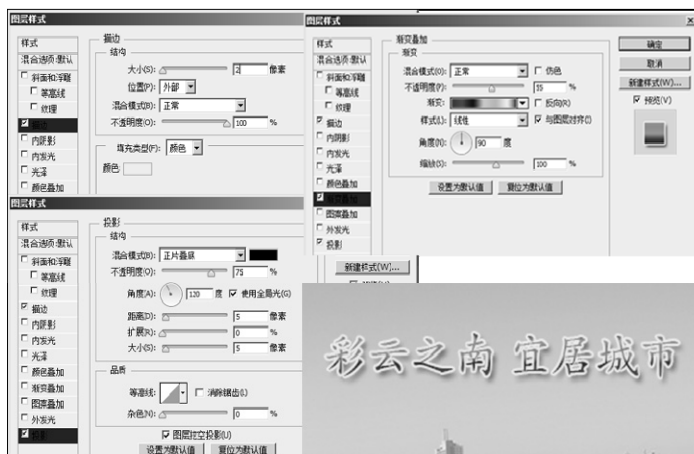 图层样式
样式
混合选项:默认
斜面和浮雕
等高线
纹理
描边
内阴影
内发光
光泽
颜色叠加
描边
结构
大小(S): 2 像素
位置(P): 外部
混合模式(B): 正常
不透明度(O): 100 %
填充类型(F): 颜色
颜色:
图层样式
样式
混合选项:默认
斜面和浮雕
等高线
纹理
描边
内阴影
内发光
光泽
颜色叠加
渐变叠加
图案叠加
外发光
投影
渐变叠加
渐变
混合模式(O): 正常 仿色
不透明度(P): 55 %
渐变: 反向(R)
样式(L): 线性 与图层对齐(I)
角度(N): 90 度
缩放(S): 100 %
设置为默认值 复位为默认值
确定
取消
新建样式(W)...
预览(V)
图层样式
样式
混合选项:默认
斜面和浮雕
等高线
纹理
描边
内阴影
内发光
光泽
颜色叠加
渐变叠加
图案叠加
外发光
投影
投影
结构
混合模式(B): 正片叠底
不透明度(O): 75 %
角度(A): 120 度 使用全局光(G)
距离(D): 5 像素
扩展(R): 0 %
大小(S): 5 像素
品质
等高线: 消除锯齿(L)
杂色(N): 0 %
图层挖空投影(U)
设置为默认值 复位为默认值
新建样式(W)...
彩云之南 宜居城市